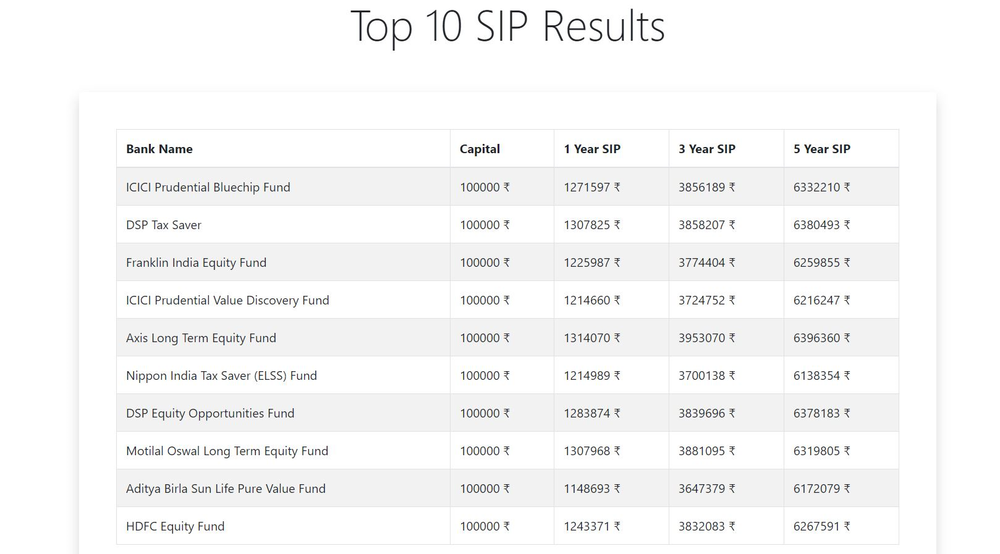 Top 10 SIP Results
Bank Name Capital 1 Year SIP 3 Year SIP 5 Year SIP
ICICI Prudential Bluechip Fund 100000 ₹ 1271597 ₹ 3856189 ₹ 6332210 ₹
DSP Tax Saver 100000 ₹ 1307825 ₹ 3858207 ₹ 6380493 ₹
Franklin India Equity Fund 100000 ₹ 1225987 ₹ 3774404 ₹ 6259855 ₹
ICICI Prudential Value Discovery Fund 100000 ₹ 1214660 ₹ 3724752 ₹ 6216247 ₹
Axis Long Term Equity Fund 100000 ₹ 1314070 ₹ 3953070 ₹ 6396360 ₹
Nippon India Tax Saver (ELSS) Fund 100000 ₹ 1214989 ₹ 3700138 ₹ 6138354 ₹
DSP Equity Opportunities Fund 100000 ₹ 1283874 ₹ 3839696 ₹ 6378183 ₹
Motilal Oswal Long Term Equity Fund 100000 ₹ 1307968 ₹ 3881095 ₹ 6319805 ₹
Aditya Birla Sun Life Pure Value Fund 100000 ₹ 1148693 ₹ 3647379 ₹ 6172079 ₹
HDFC Equity Fund 100000 ₹ 1243371 ₹ 3832083 ₹ 6267591 ₹